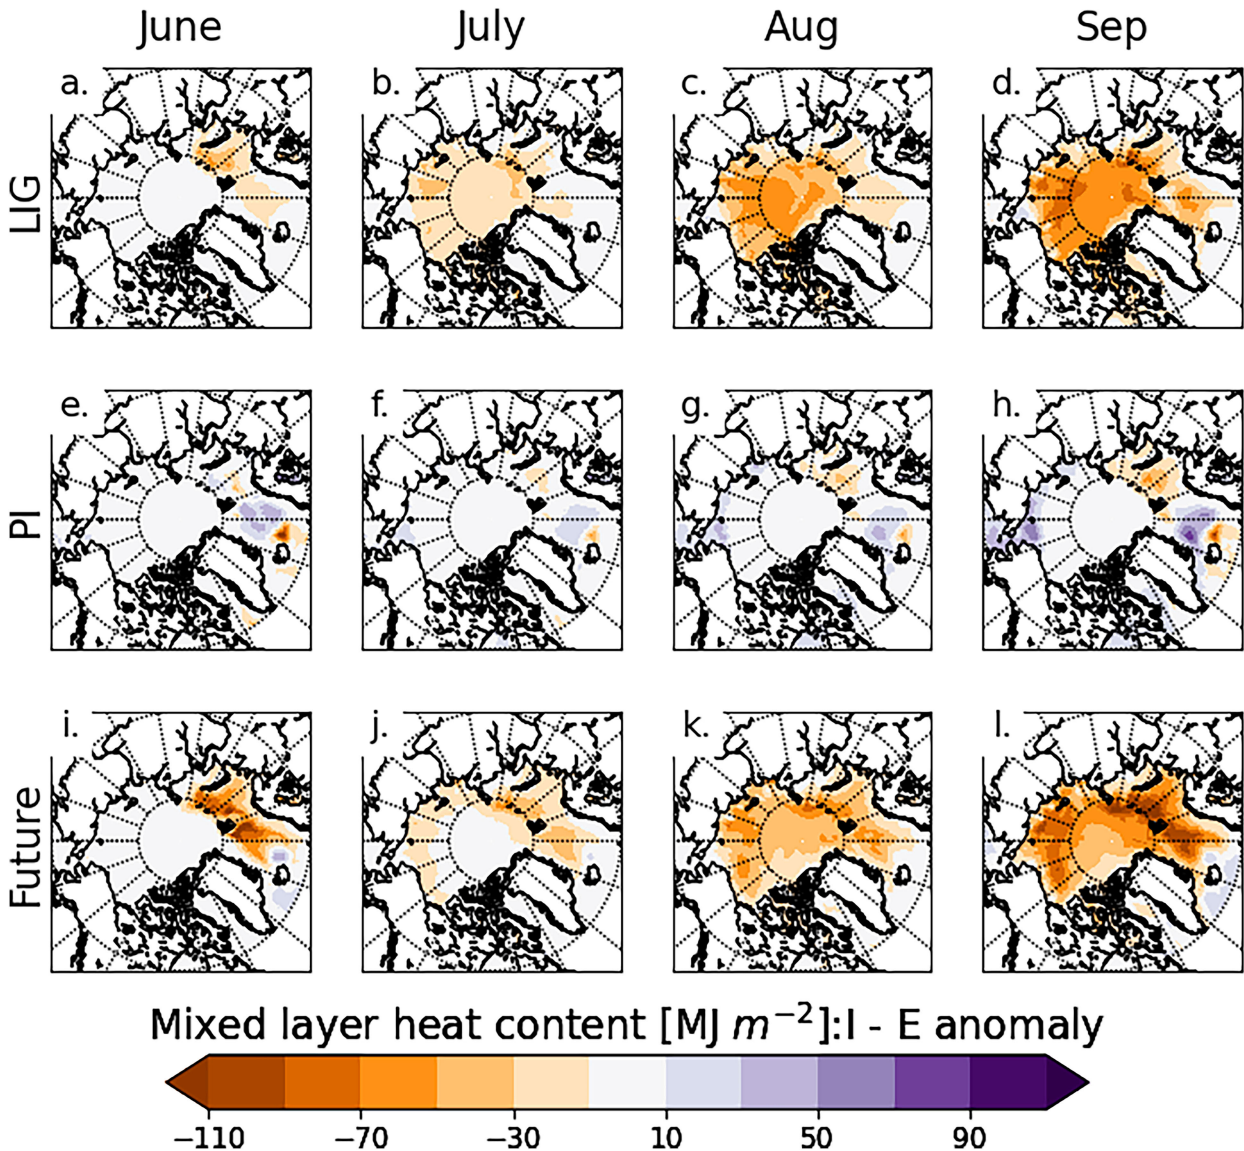 June July Aug Sep
LIG
a. b. c. d.
PI
e. f. g. h.
Future
i. j. k. l.
Mixed layer heat content [MJ m⁻²]:I - E anomaly
−110 −70 −30 10 50 90